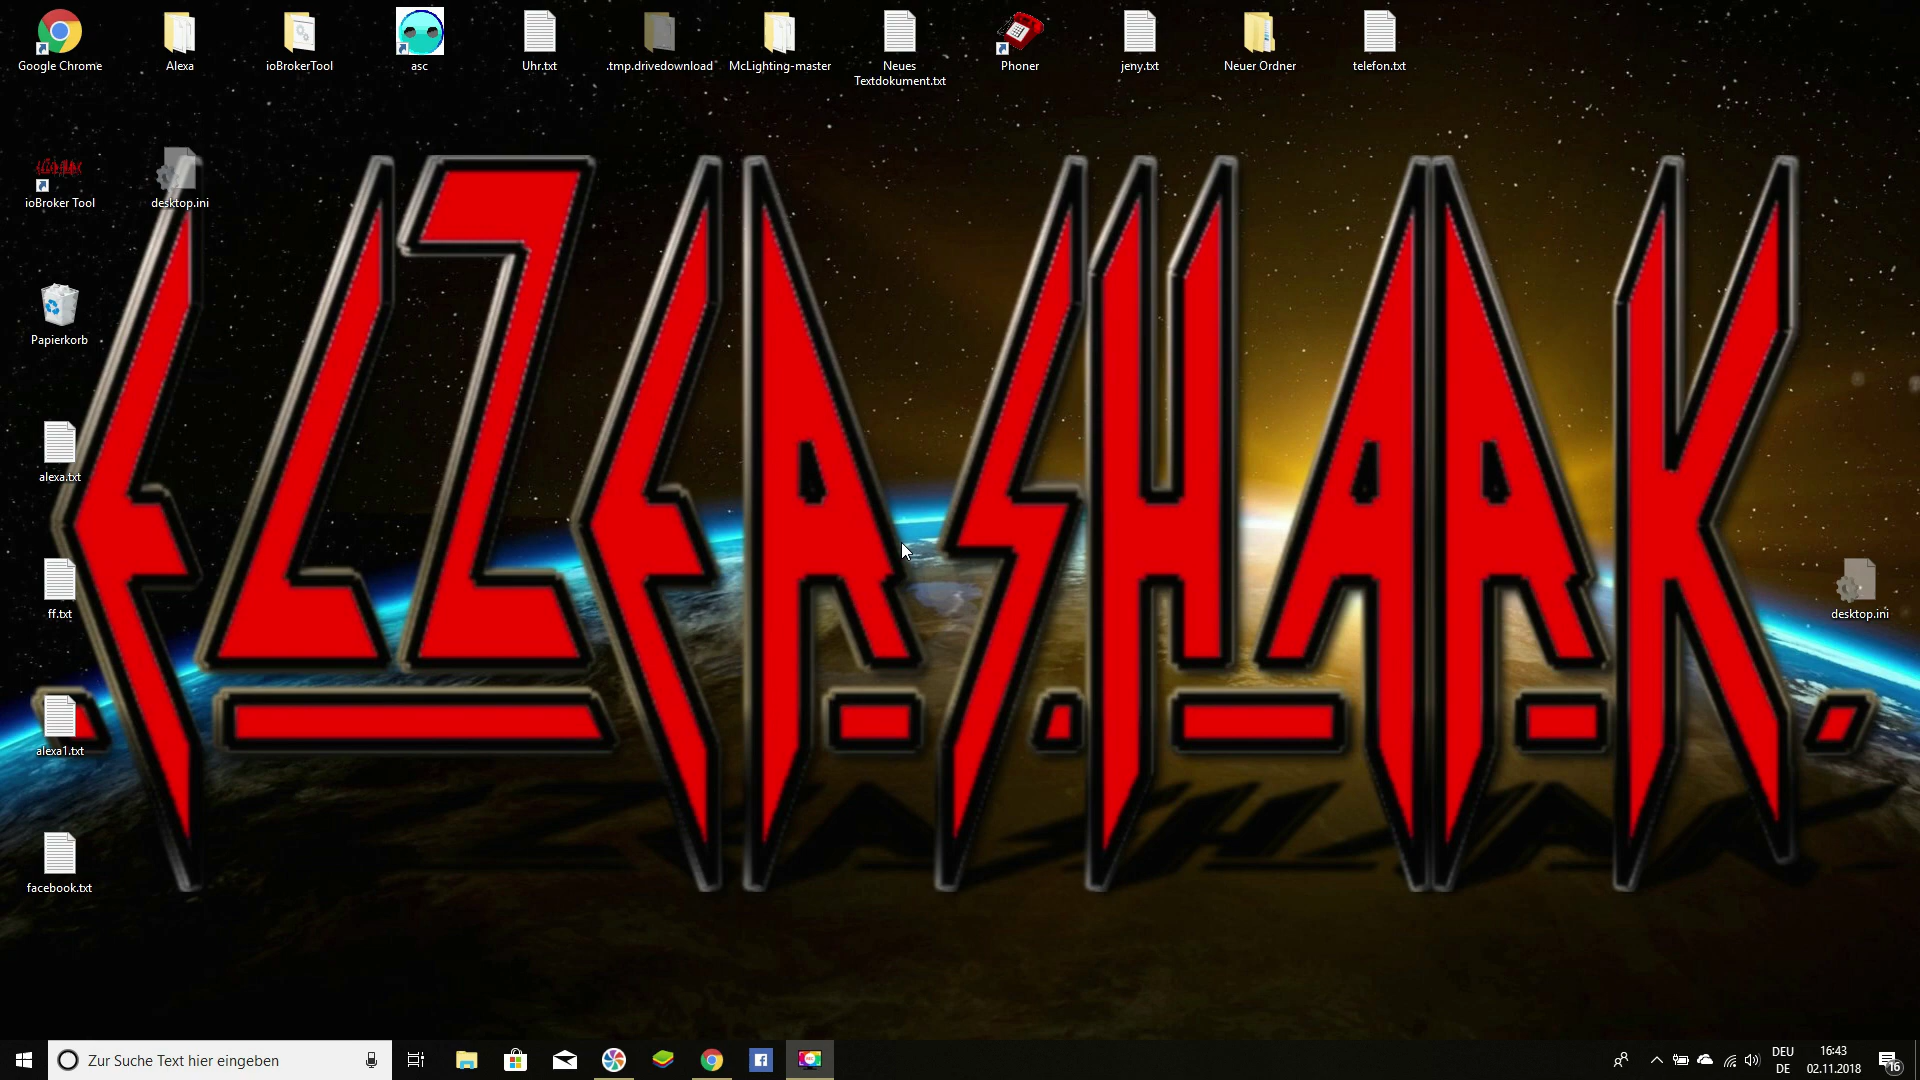 Google Chrome
Alexa
ioBrokerTool
asc
Uhr.txt
.tmp.drivedownload
McLighting-master
Neues
Textdokument.txt
Phoner
jeny.txt
Neuer Ordner
telefon.txt
ioBroker Tool
desktop.ini
Papierkorb
alexa.txt
ff.txt
desktop.ini
alexa1.txt
facebook.txt
Zur Suche Text hier eingeben
DEU
DE
16:43
02.11.2018
16